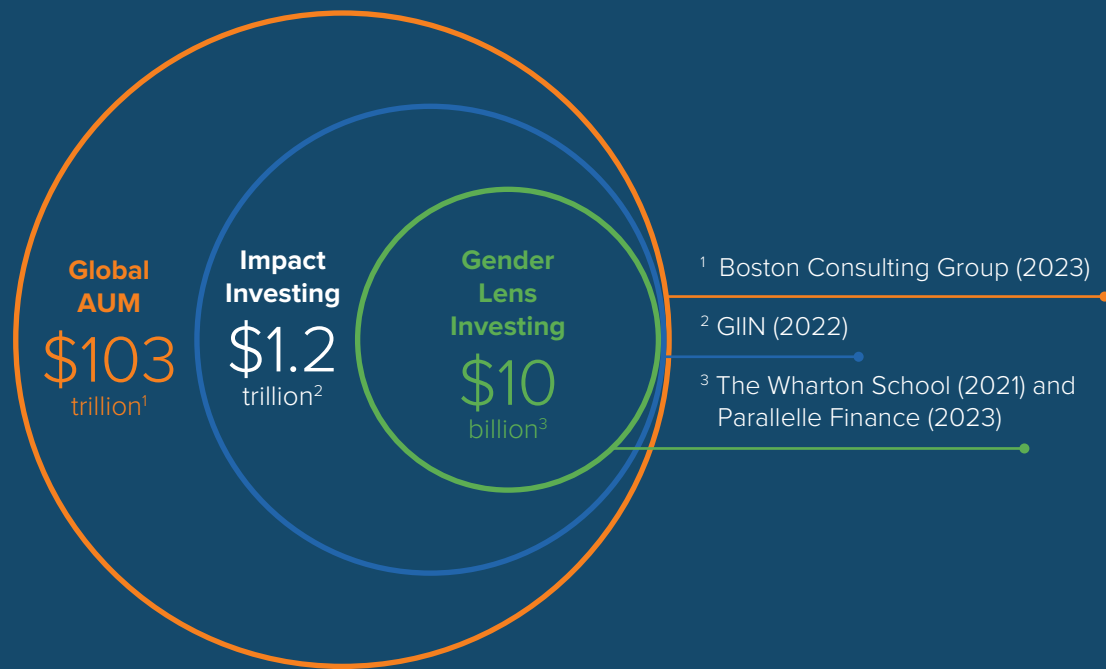 Global
AUM
$103
trillion¹
Impact
Investing
$1.2
trillion²
Gender
Lens
Investing
$10
billion³
¹ Boston Consulting Group (2023)
² GIIN (2022)
³ The Wharton School (2021) and
Parallelle Finance (2023)